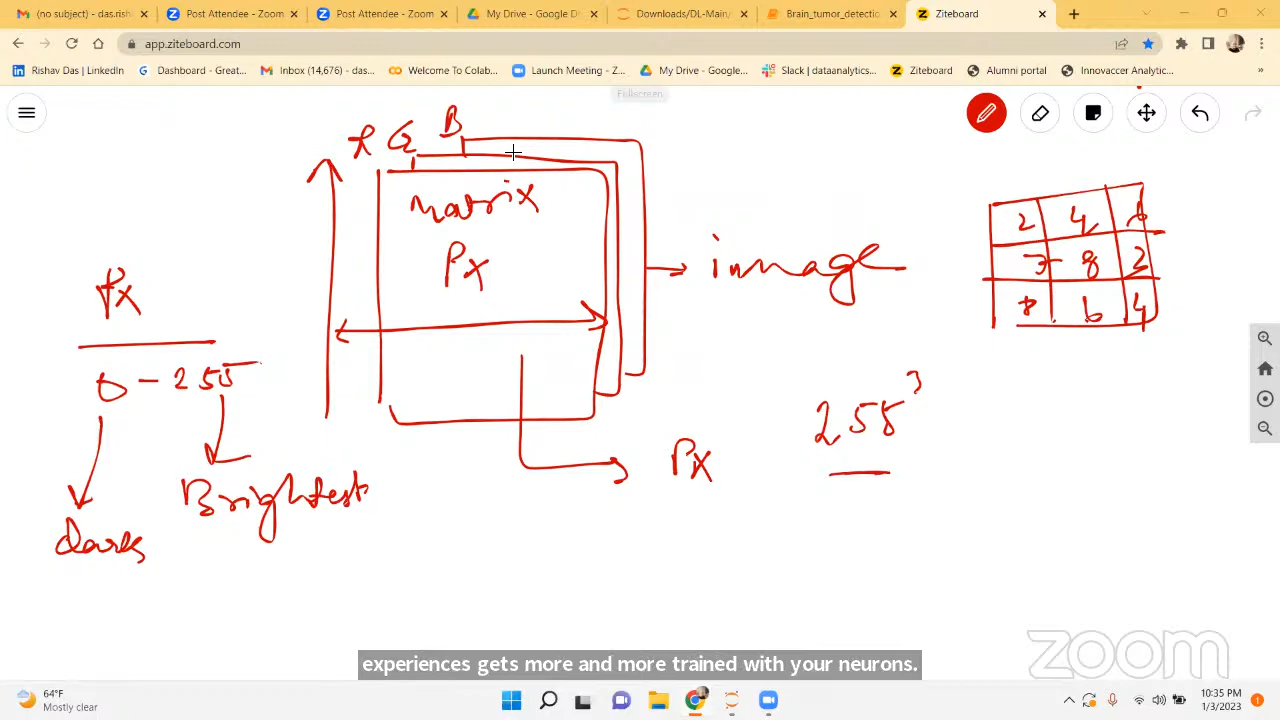 das.rish
Post Attendee - Zoom
Post Attendee - Zoom
My Drive - Google D
Downloads/DL-Main/
Brain_tumor_detectio
Ziteboard
app.ziteboard.com
Rishav Das | LinkedIn
Dashboard - Great...
Inbox (14,676) - das...
Welcome To Colab...
Launch Meeting - Z...
My Drive - Google...
Slack | dataanalytics...
Ziteboard
Alumni portal
Innovaccer Analytic...
Fullscreen
R G B
Matrix
Px
image
Px
0 - 255
dark
Brightest
Px
255³
2 4
8 3
6 4
experiences gets more and more trained with your neurons.
zoom
64°F
Mostly clear
10:35 PM
1/3/2023
1